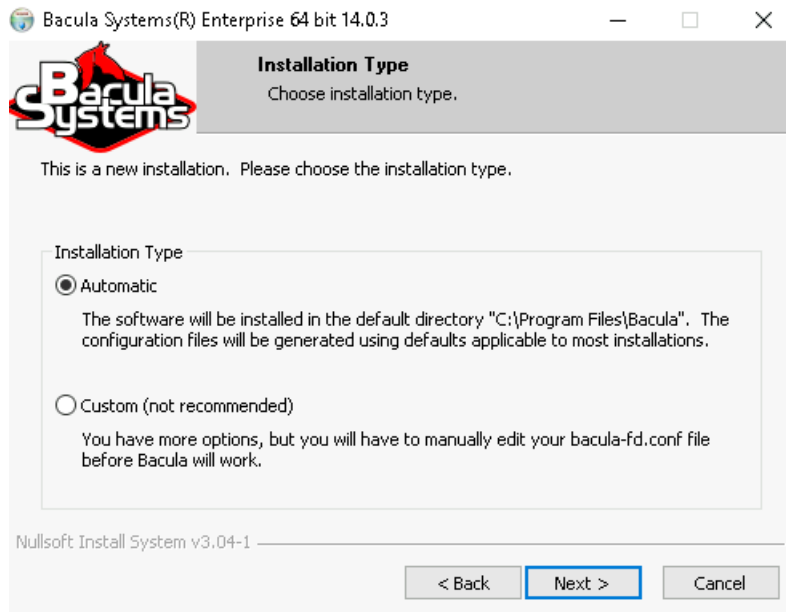 Bacula Systems(R) Enterprise 64 bit 14.0.3
Bacula
Systems
Installation Type
Choose installation type.
This is a new installation.  Please choose the installation type.
Installation Type
Automatic
The software will be installed in the default directory "C:\Program Files\Bacula".  The
configuration files will be generated using defaults applicable to most installations.
Custom (not recommended)
You have more options, but you will have to manually edit your bacula-fd.conf file
before Bacula will work.
Nullsoft Install System v3.04-1
< Back
Next >
Cancel